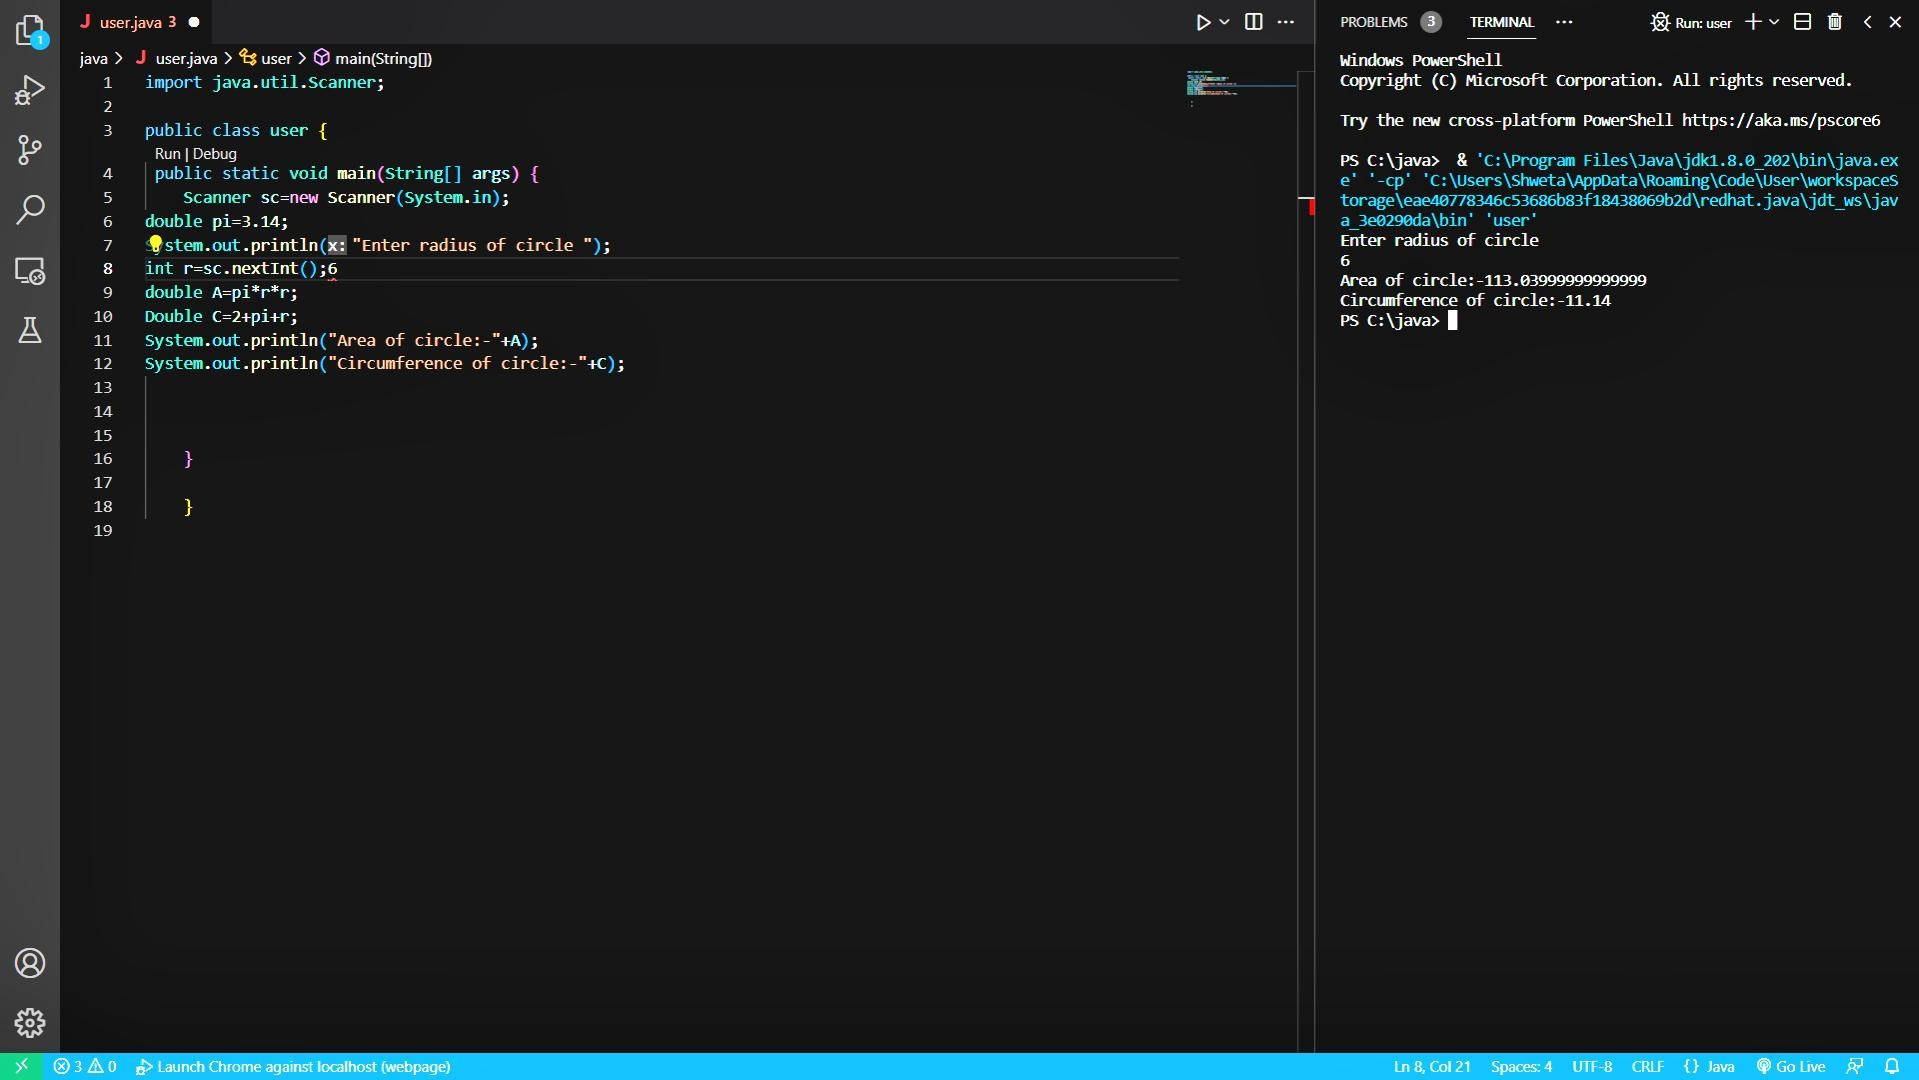 user.java 3
java > user.java > user > main(String[])
1 import java.util.Scanner;
2
3 public class user {
Run | Debug
4 public static void main(String[] args) {
5 Scanner sc=new Scanner(System.in);
6 double pi=3.14;
7 System.out.println(x: "Enter radius of circle ");
8 int r=sc.nextInt();6
9 double A=pi*r*r;
10 Double C=2+pi+r;
11 System.out.println("Area of circle:-"+A);
12 System.out.println("Circumference of circle:-"+C);
13
14
15
16 }
17
18 }
19
PROBLEMS 3 TERMINAL ··· Run: user
Windows PowerShell
Copyright (C) Microsoft Corporation. All rights reserved.
Try the new cross-platform PowerShell https://aka.ms/pscore6
PS C:\java>  & 'C:\Program Files\Java\jdk1.8.0_202\bin\java.ex
e' '-cp' 'C:\Users\Shweta\AppData\Roaming\Code\User\workspaceS
torage\eae40778346c53686b83f18438069b2d\redhat.java\jdt_ws\jav
a_3e0290da\bin' 'user'
Enter radius of circle
6
Area of circle:-113.03999999999999
Circumference of circle:-11.14
PS C:\java>
1
3 0 Launch Chrome against localhost (webpage) Ln 8, Col 21 Spaces: 4 UTF-8 CRLF {} Java Go Live